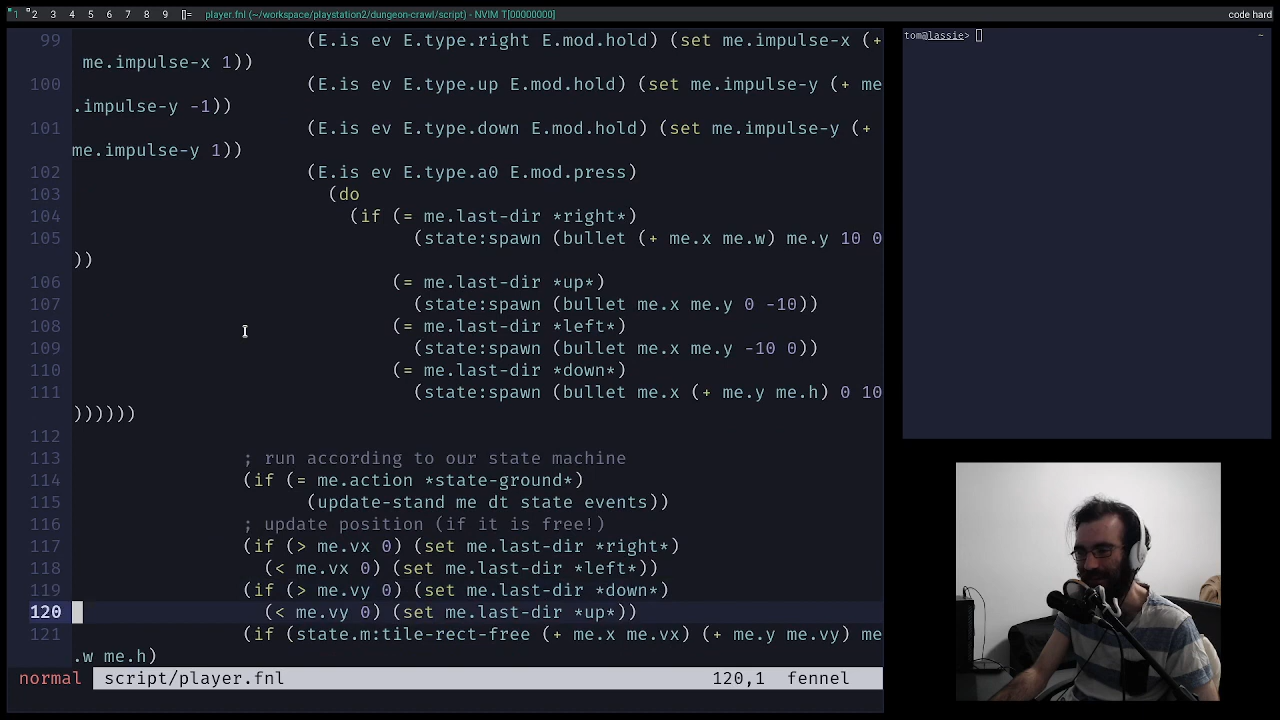 1 2 3 4 5 6 7 8 9 []= player.fnl (~/workspace/playstation2/dungeon-crawl/script) - NVIM T[00000000] code hard
99 (E.is ev E.type.right E.mod.hold) (set me.impulse-x (+
me.impulse-x 1))
100 (E.is ev E.type.up E.mod.hold) (set me.impulse-y (+ me
.impulse-y -1))
101 (E.is ev E.type.down E.mod.hold) (set me.impulse-y (+
me.impulse-y 1))
102 (E.is ev E.type.a0 E.mod.press)
103 (do
104 (if (= me.last-dir *right*)
105 (state:spawn (bullet (+ me.x me.w) me.y 10 0
))
106 (= me.last-dir *up*)
107 (state:spawn (bullet me.x me.y 0 -10))
108 (= me.last-dir *left*)
109 (state:spawn (bullet me.x me.y -10 0))
110 (= me.last-dir *down*)
111 (state:spawn (bullet me.x (+ me.y me.h) 0 10
))))))
112
113 ; run according to our state machine
114 (if (= me.action *state-ground*)
115 (update-stand me dt state events))
116 ; update position (if it is free!)
117 (if (> me.vx 0) (set me.last-dir *right*)
118 (< me.vx 0) (set me.last-dir *left*))
119 (if (> me.vy 0) (set me.last-dir *down*)
120 (< me.vy 0) (set me.last-dir *up*))
121 (if (state.m:tile-rect-free (+ me.x me.vx) (+ me.y me.vy) me
.w me.h)
normal script/player.fnl 120,1 fennel
tom@lassie> ~